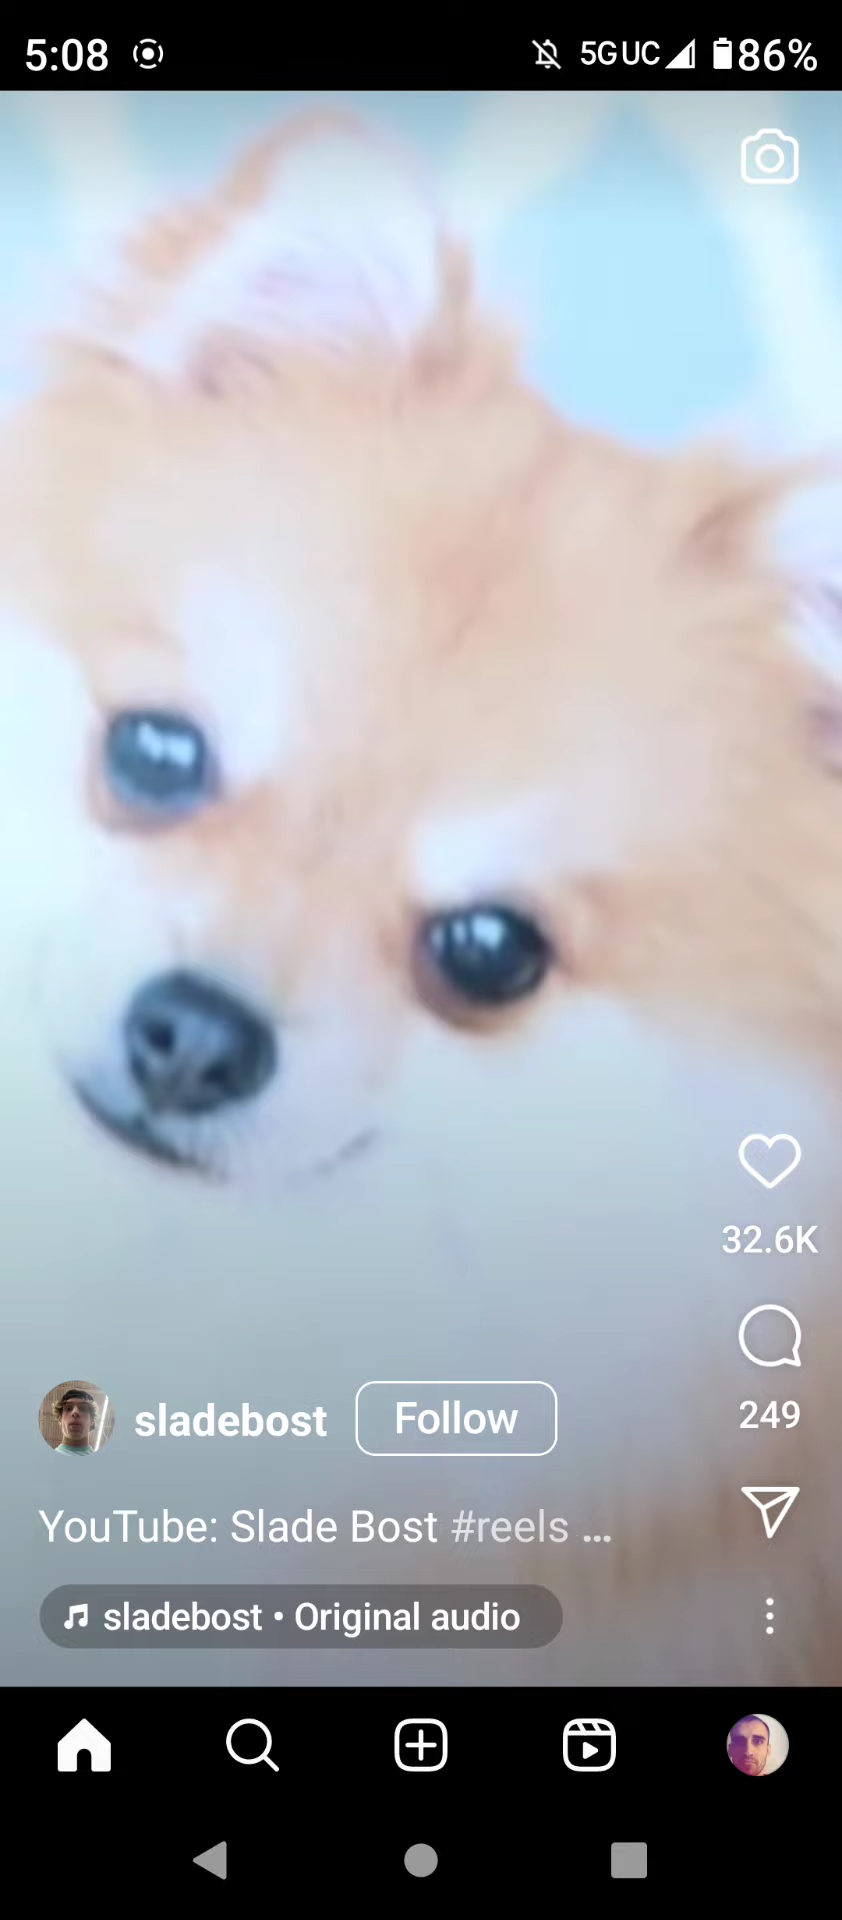 5:08 5G UC 86%
32.6K
249
sladebost Follow
YouTube: Slade Bost #reels ...
sladebost • Original audio